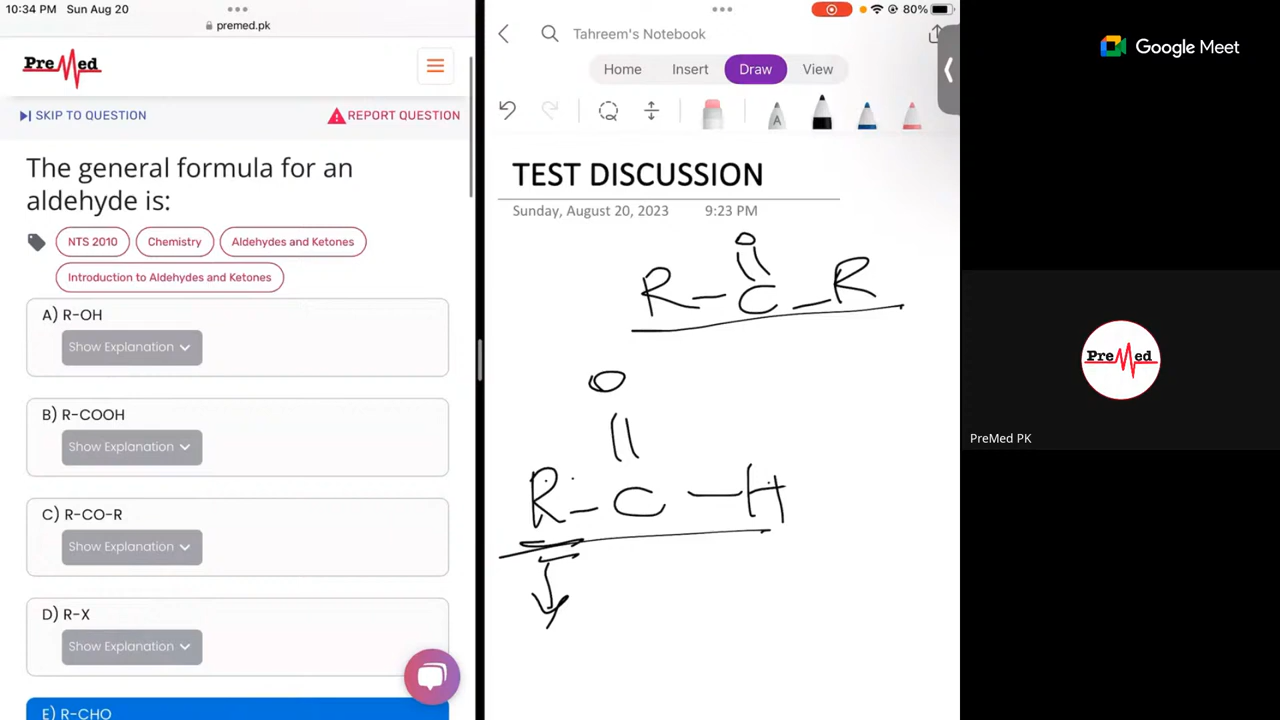 10:34 PM Sun Aug 20
premed.pk
PreMed
SKIP TO QUESTION
REPORT QUESTION
The general formula for an
aldehyde is:
NTS 2010
Chemistry
Aldehydes and Ketones
Introduction to Aldehydes and Ketones
A) R-OH
Show Explanation
B) R-COOH
Show Explanation
C) R-CO-R
Show Explanation
D) R-X
Show Explanation
E) R-CHO
80%
Tahreem's Notebook
Home Insert Draw View
A
TEST DISCUSSION
Sunday, August 20, 2023 9:23 PM
O
R - C - R
O
R - C - H
Google Meet
PreMed
PreMed PK